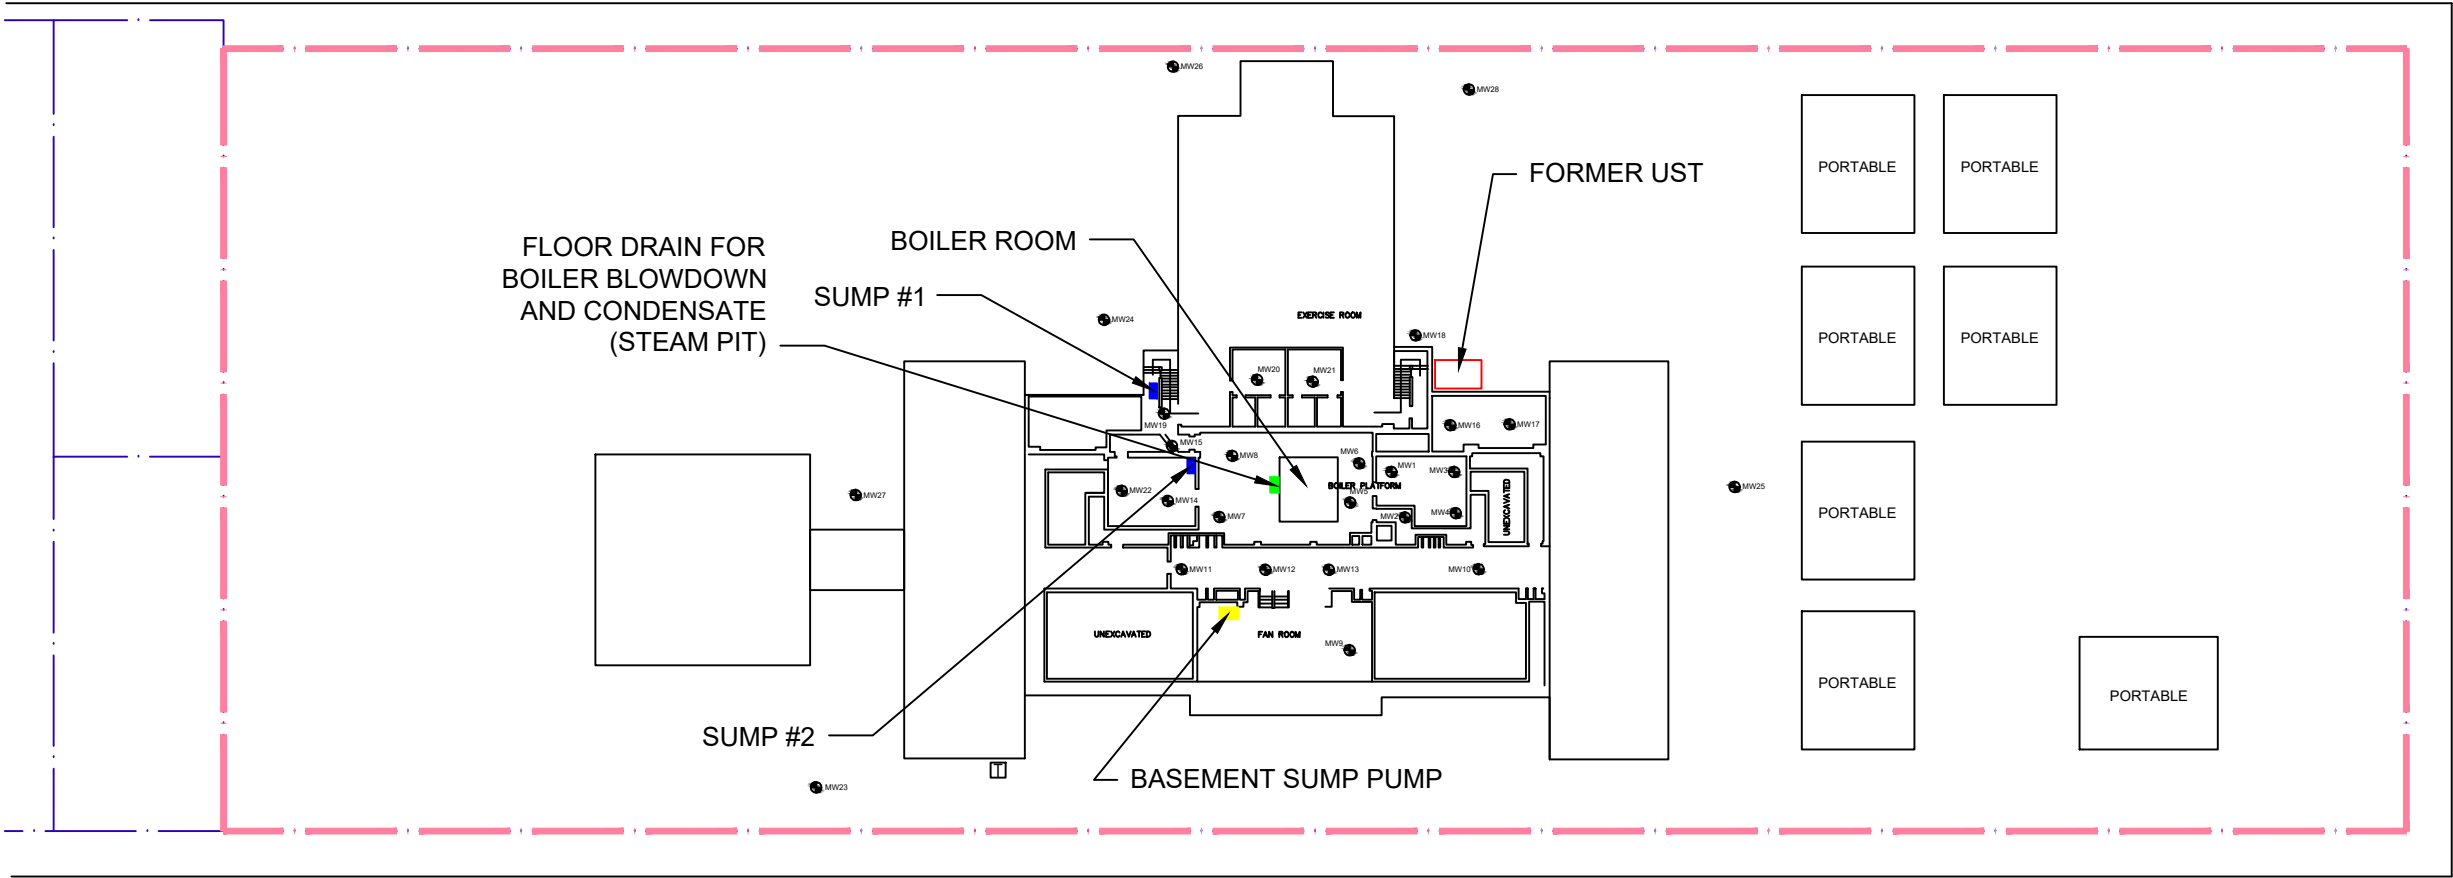 MW26
MW28
PORTABLE
PORTABLE
FORMER UST
BOILER ROOM
FLOOR DRAIN FOR
BOILER BLOWDOWN
AND CONDENSATE
(STEAM PIT)
SUMP #1
EXERCISE ROOM
MW24
MW18
PORTABLE
PORTABLE
MW20
MW21
MW19
MW16
MW17
MW15
MW8
MW6
MW1
MW3
BOILER PLATFORM
MW22
MW14
MW5
MW27
MW25
UNEXCAVATED
MW7
MW2
MW4
PORTABLE
MW11
MW12
MW13
MW10
UNEXCAVATED
FAN ROOM
MW9
PORTABLE
PORTABLE
SUMP #2
BASEMENT SUMP PUMP
T
MW23